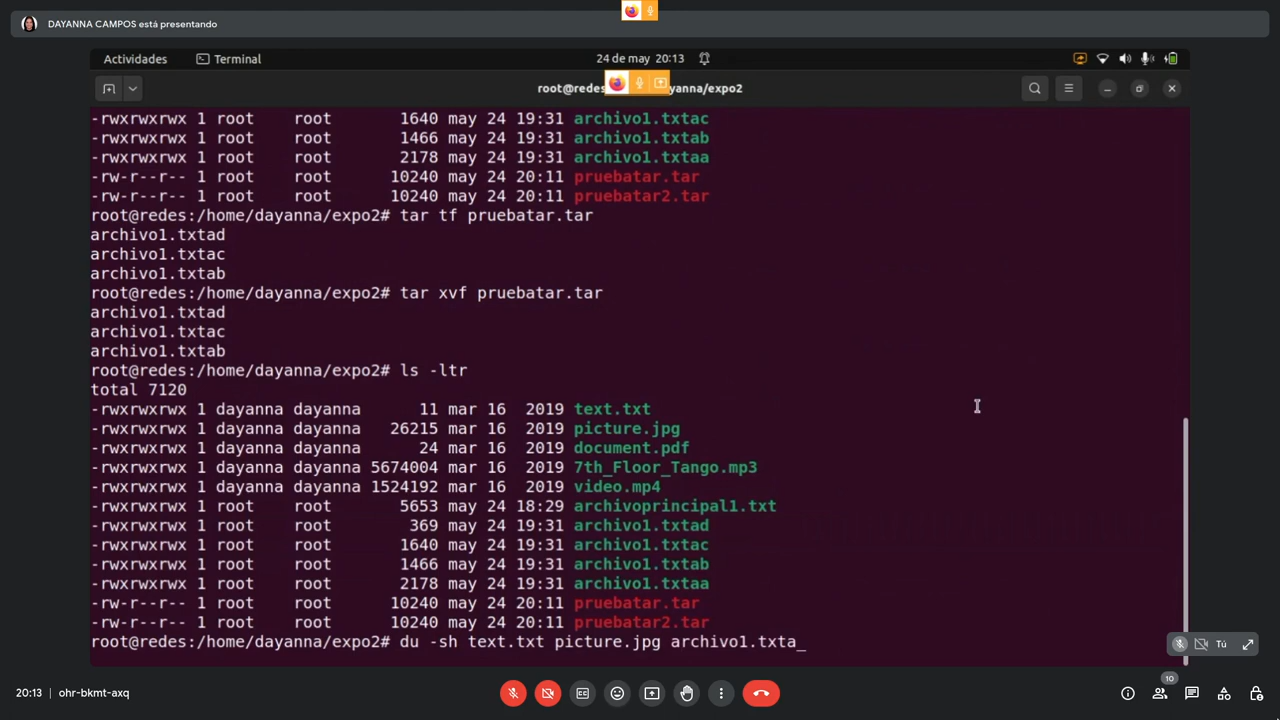 DAYANNA CAMPOS está presentando
Actividades
Terminal
24 de may 20:13
root@redes
ayanna/expo2
-rwxrwxrwx 1 root    root       1640 may 24 19:31 archivo1.txtac
-rwxrwxrwx 1 root    root       1466 may 24 19:31 archivo1.txtab
-rwxrwxrwx 1 root    root       2178 may 24 19:31 archivo1.txtaa
-rw-r--r-- 1 root    root      10240 may 24 20:11 pruebatar.tar
-rw-r--r-- 1 root    root      10240 may 24 20:11 pruebatar2.tar
root@redes:/home/dayanna/expo2# tar tf pruebatar.tar
archivo1.txtad
archivo1.txtac
archivo1.txtab
root@redes:/home/dayanna/expo2# tar xvf pruebatar.tar
archivo1.txtad
archivo1.txtac
archivo1.txtab
root@redes:/home/dayanna/expo2# ls -ltr
total 7120
-rwxrwxrwx 1 dayanna dayanna      11 mar 16  2019 text.txt
-rwxrwxrwx 1 dayanna dayanna   26215 mar 16  2019 picture.jpg
-rwxrwxrwx 1 dayanna dayanna      24 mar 16  2019 document.pdf
-rwxrwxrwx 1 dayanna dayanna 5674004 mar 16  2019 7th_Floor_Tango.mp3
-rwxrwxrwx 1 dayanna dayanna 1524192 mar 16  2019 video.mp4
-rwxrwxrwx 1 root    root       5653 may 24 18:29 archivoprincipal1.txt
-rwxrwxrwx 1 root    root        369 may 24 19:31 archivo1.txtad
-rwxrwxrwx 1 root    root       1640 may 24 19:31 archivo1.txtac
-rwxrwxrwx 1 root    root       1466 may 24 19:31 archivo1.txtab
-rwxrwxrwx 1 root    root       2178 may 24 19:31 archivo1.txtaa
-rw-r--r-- 1 root    root      10240 may 24 20:11 pruebatar.tar
-rw-r--r-- 1 root    root      10240 may 24 20:11 pruebatar2.tar
root@redes:/home/dayanna/expo2# du -sh text.txt picture.jpg archivo1.txta_
Tú
20:13
ohr-bkmt-axq
10